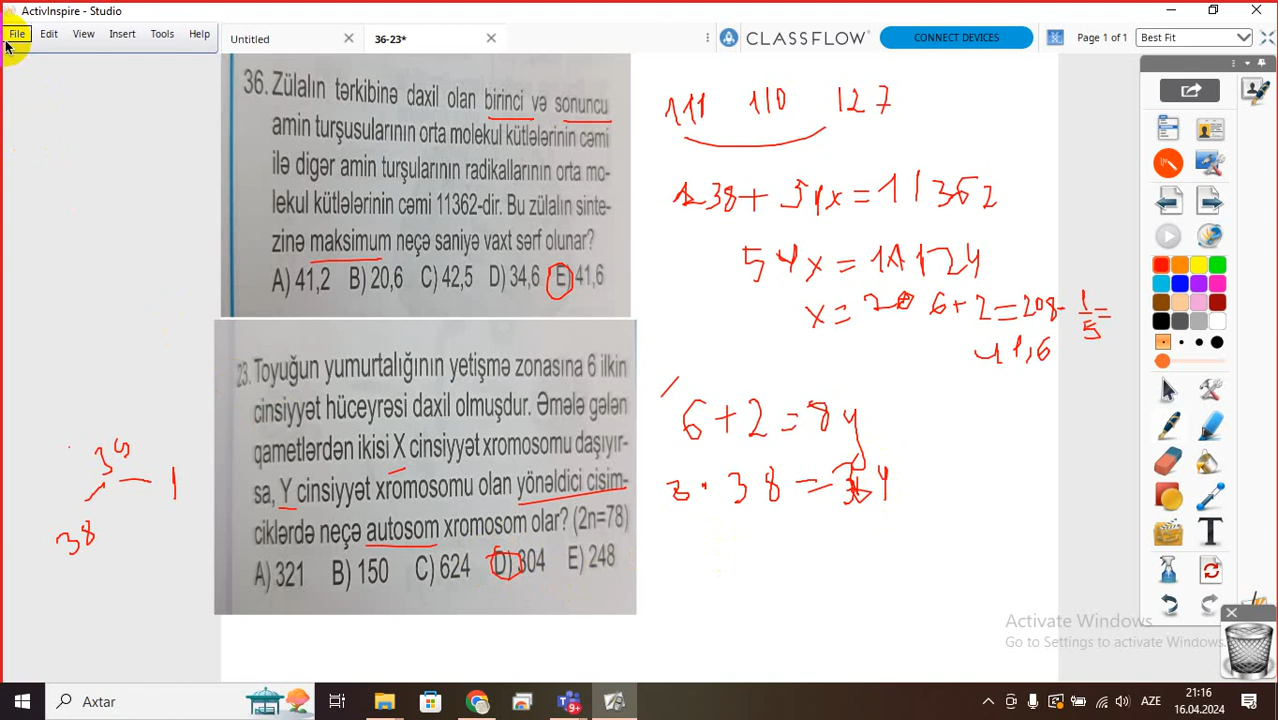 ActivInspire - Studio
File Edit View Insert Tools Help
Untitled 36-23*
CLASSFLOW CONNECT DEVICES
Page 1 of 1 Best Fit
36. Zülalın tərkibinə daxil olan birinci və sonuncu
amin turşusularının orta molekul kütlələrinin cəmi
ilə digər amin turşularının radikallarının orta mo-
lekul kütlələrinin cəmi 11362-dir. Bu zülalın sinte-
zinə maksimum neçə saniyə vaxt sərf olunar?
A) 41,2 B) 20,6 C) 42,5 D) 34,6 E) 41,6
23. Toyuğun yumurtalığının yetişmə zonasına 6 ilkin
cinsiyyət hüceyrəsi daxil olmuşdur. Əmələ gələn
qametlərdən ikisi X cinsiyyət xromosomu daşıyır-
sa, Y cinsiyyət xromosomu olan yönəldici cisim-
ciklərdə neçə autosom xromosom olar? (2n=78)
A) 321 B) 150 C) 624 D) 304 E) 248
111 110 127
238+54x=11362
54x=11124
x= 206+2=208·1/5=
41,6
6+2=8y
38=
39 1
38
Activate Windows
Go to Settings to activate Windows.
Axtar
9+
AZE
21:16
16.04.2024